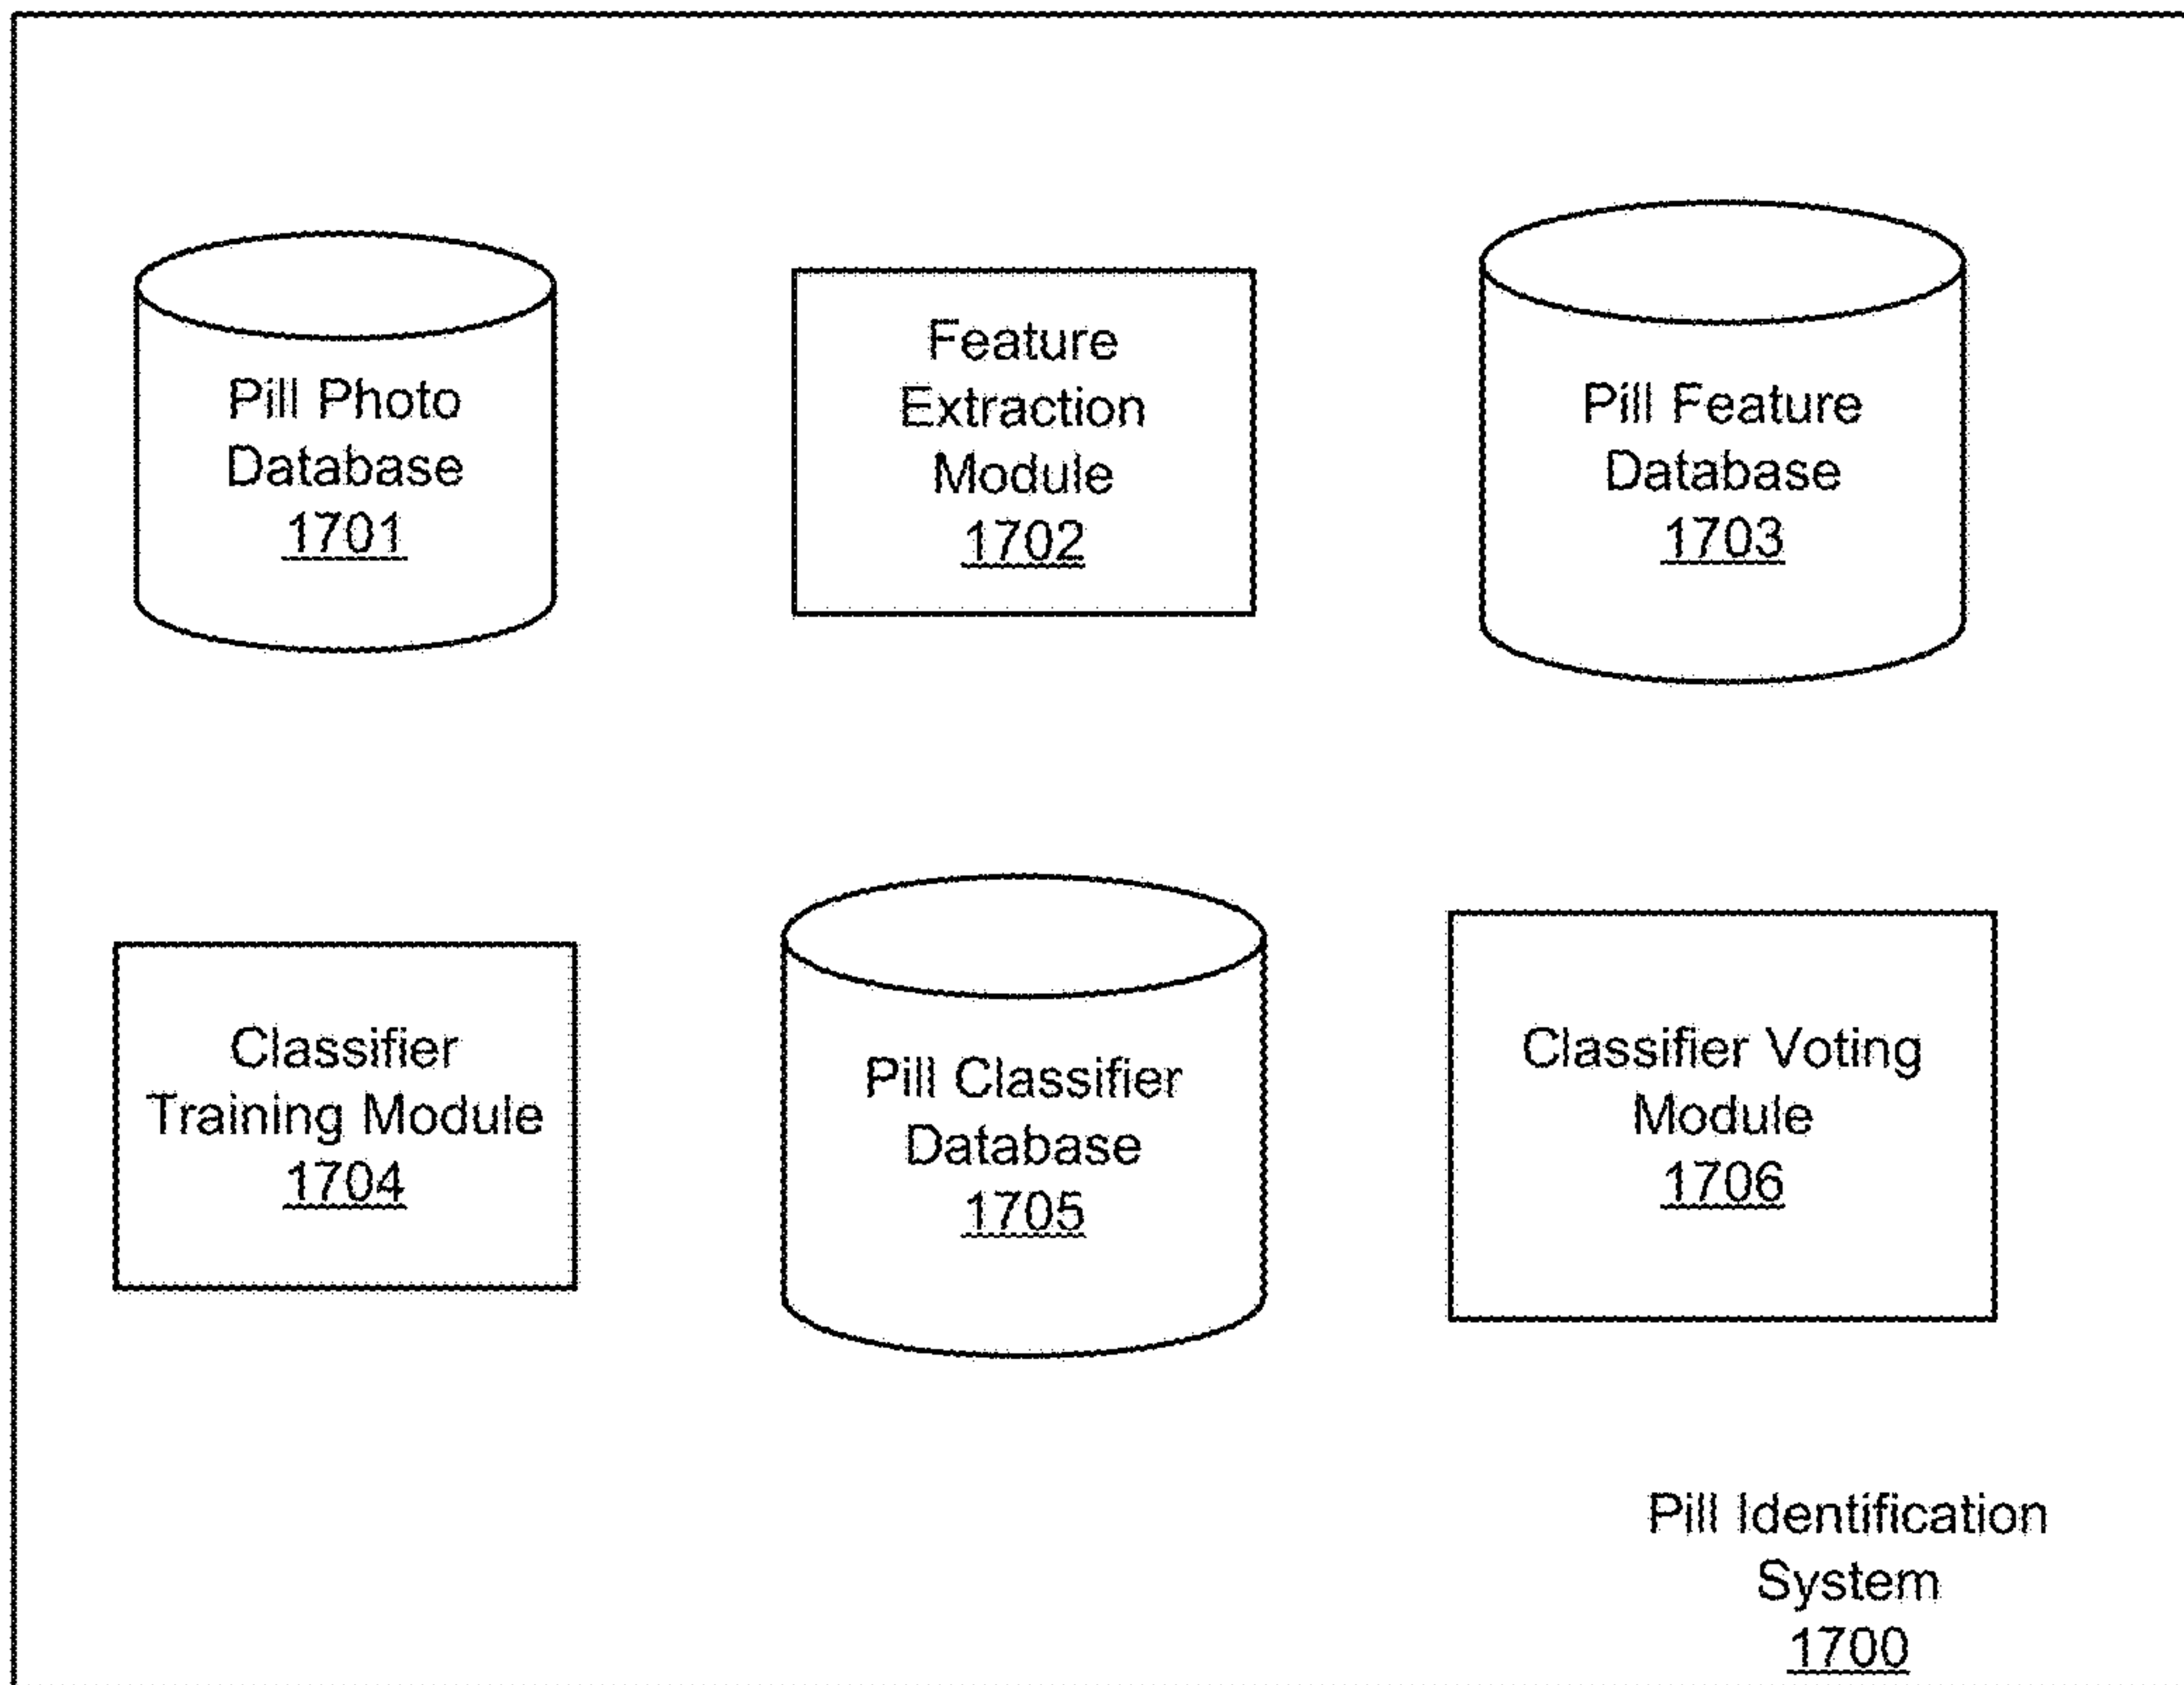 Pill Photo
Database
1701
Feature
Extraction
Module
1702
Pill Feature
Database
1703
Classifier
Training Module
1704
Pill Classifier
Database
1705
Classifier Voting
Module
1706
Pill Identification
System
1700